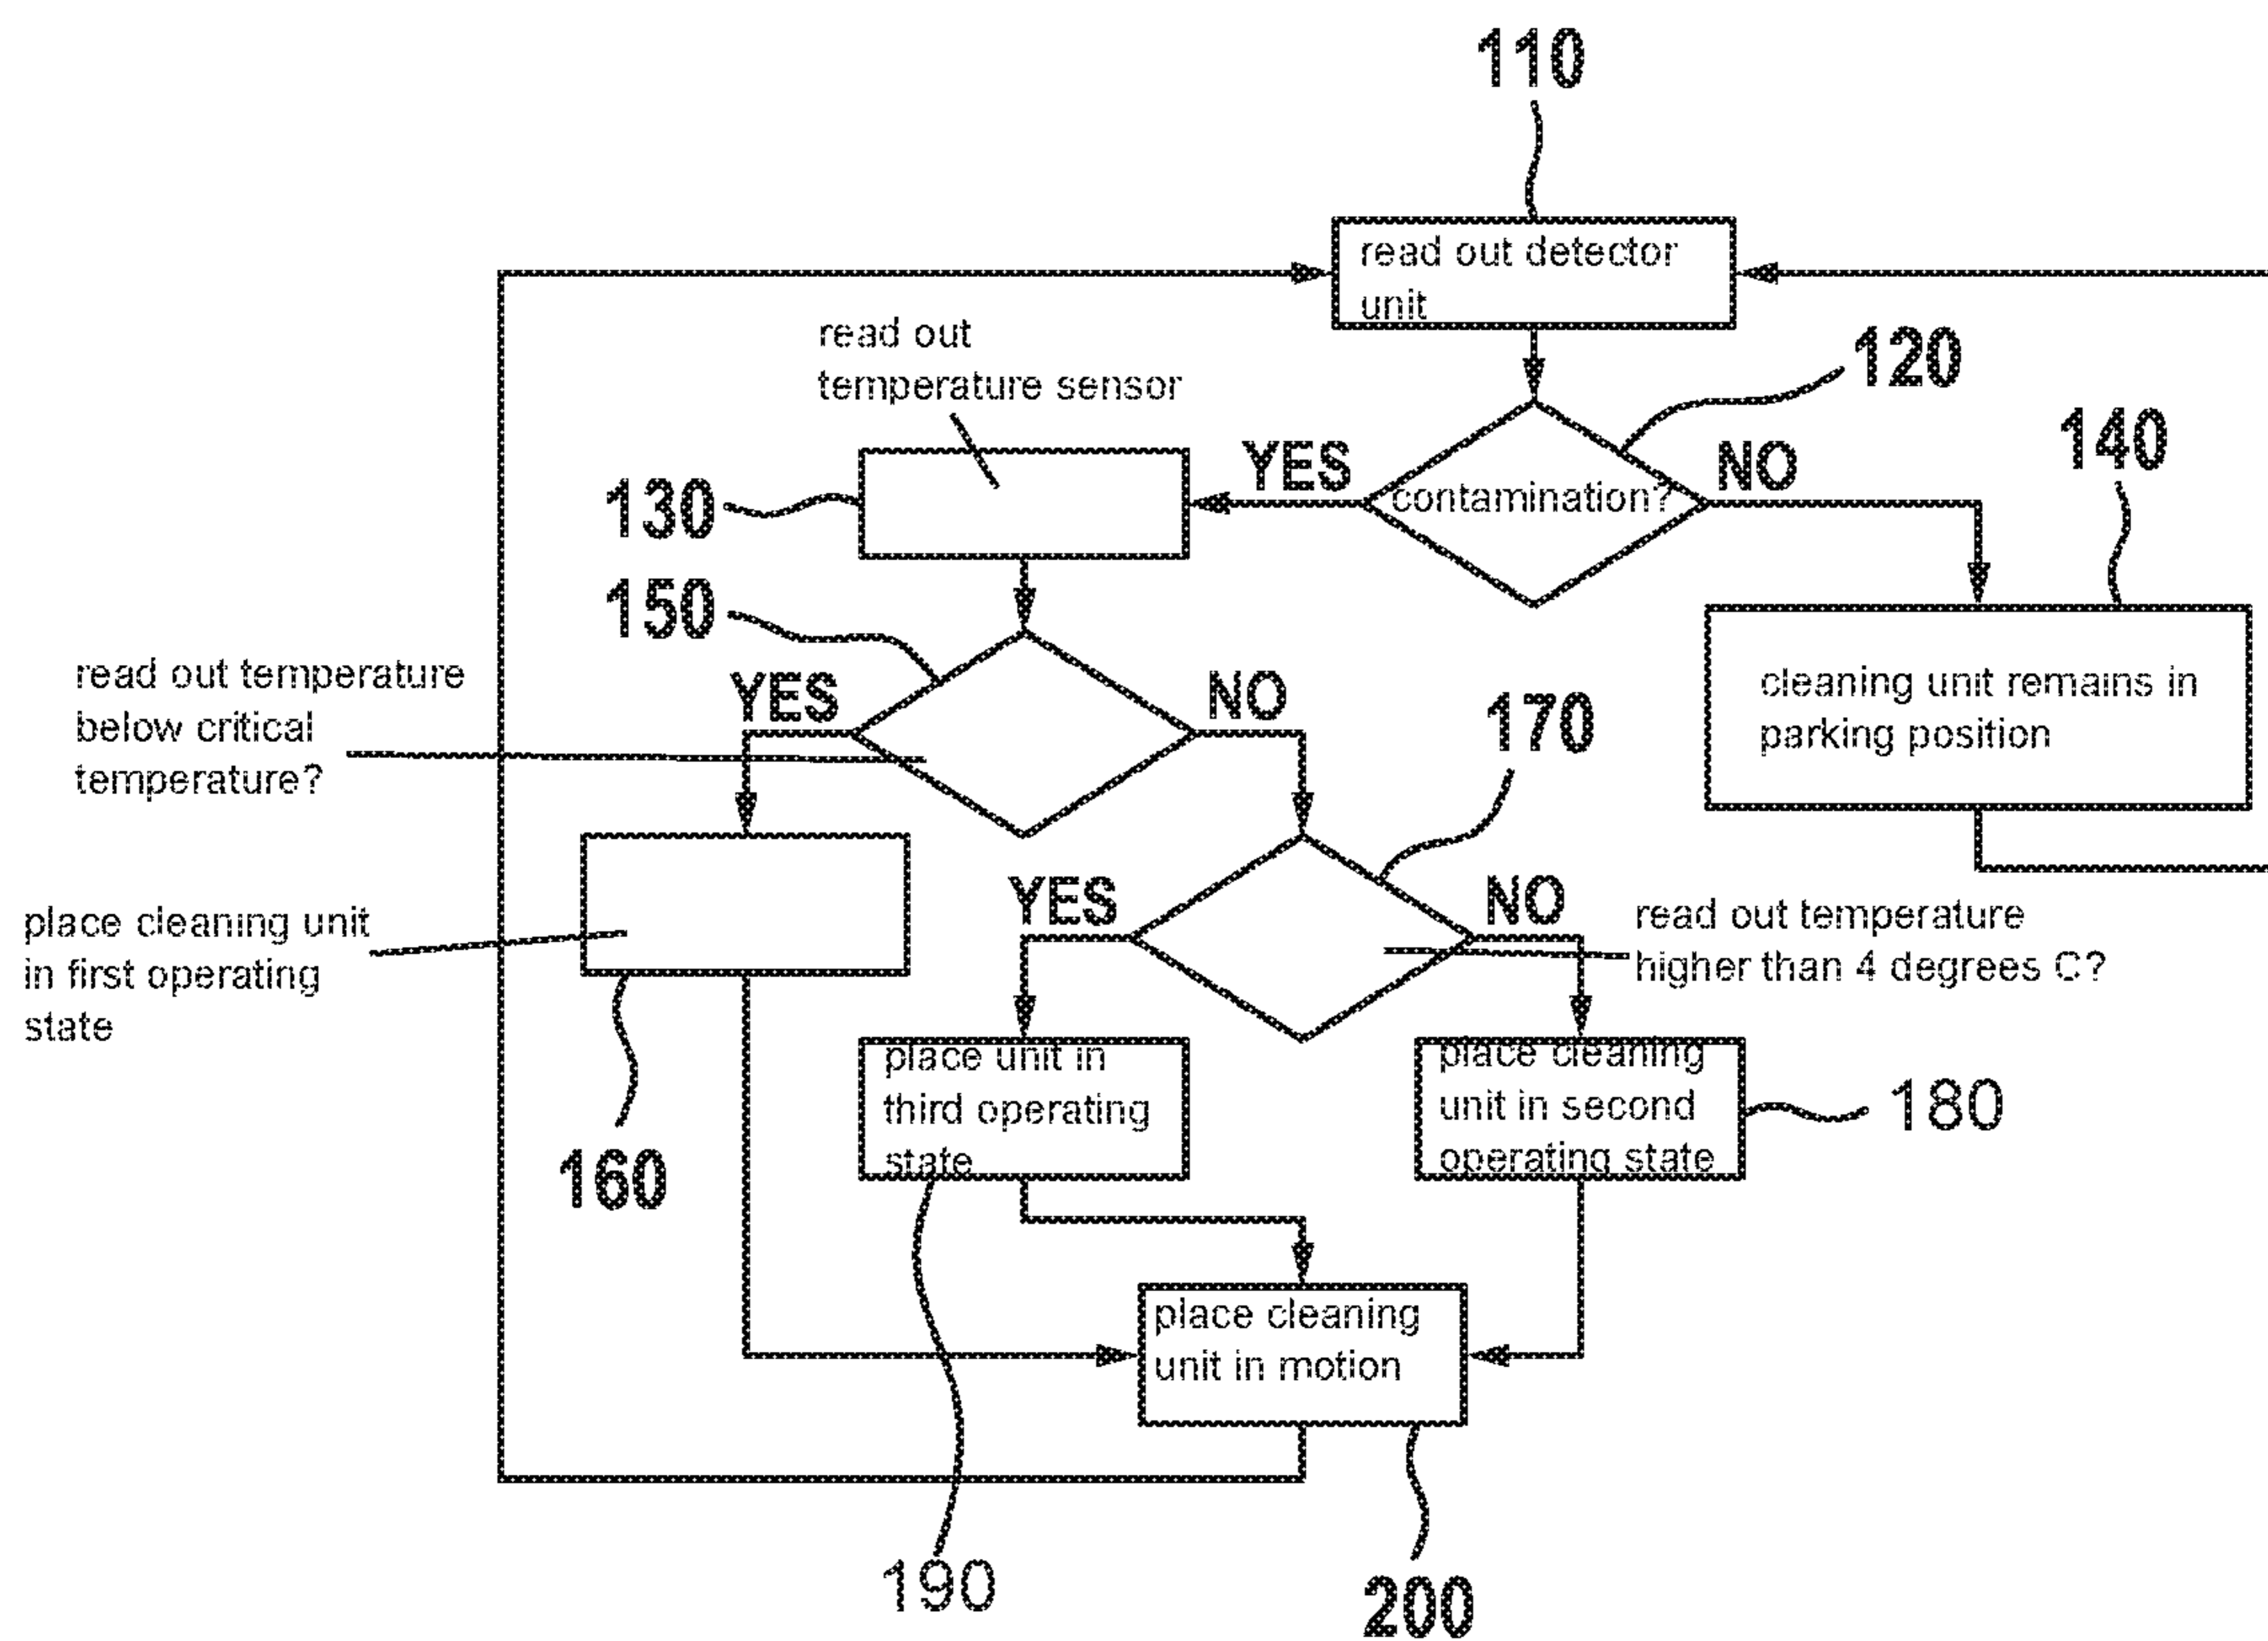 110
read out detector
unit
read out
temperature sensor
120
140
YES
contamination?
NO
130
150
read out temperature
below critical
temperature?
YES
NO
170
cleaning unit remains in
parking position
place cleaning unit
in first operating
state
YES
NO
read out temperature
higher than 4 degrees C?
place unit in
third operating
state
place cleaning
unit in second
operating state
180
160
place cleaning
unit in motion
190
200